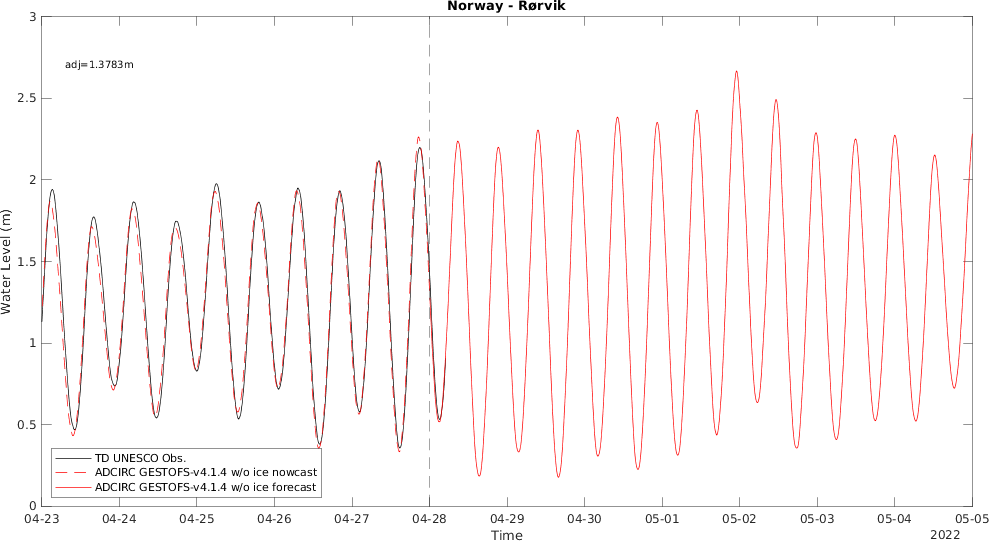 Norway - Rørvik
3
adj=1.3783m
2.5
2
1.5
1
0.5
0
Water Level (m)
TD UNESCO Obs.
ADCIRC GESTOFS-v4.1.4 w/o ice nowcast
ADCIRC GESTOFS-v4.1.4 w/o ice forecast
04-23 04-24 04-25 04-26 04-27 04-28 04-29 04-30 05-01 05-02 05-03 05-04 05-05
Time
2022